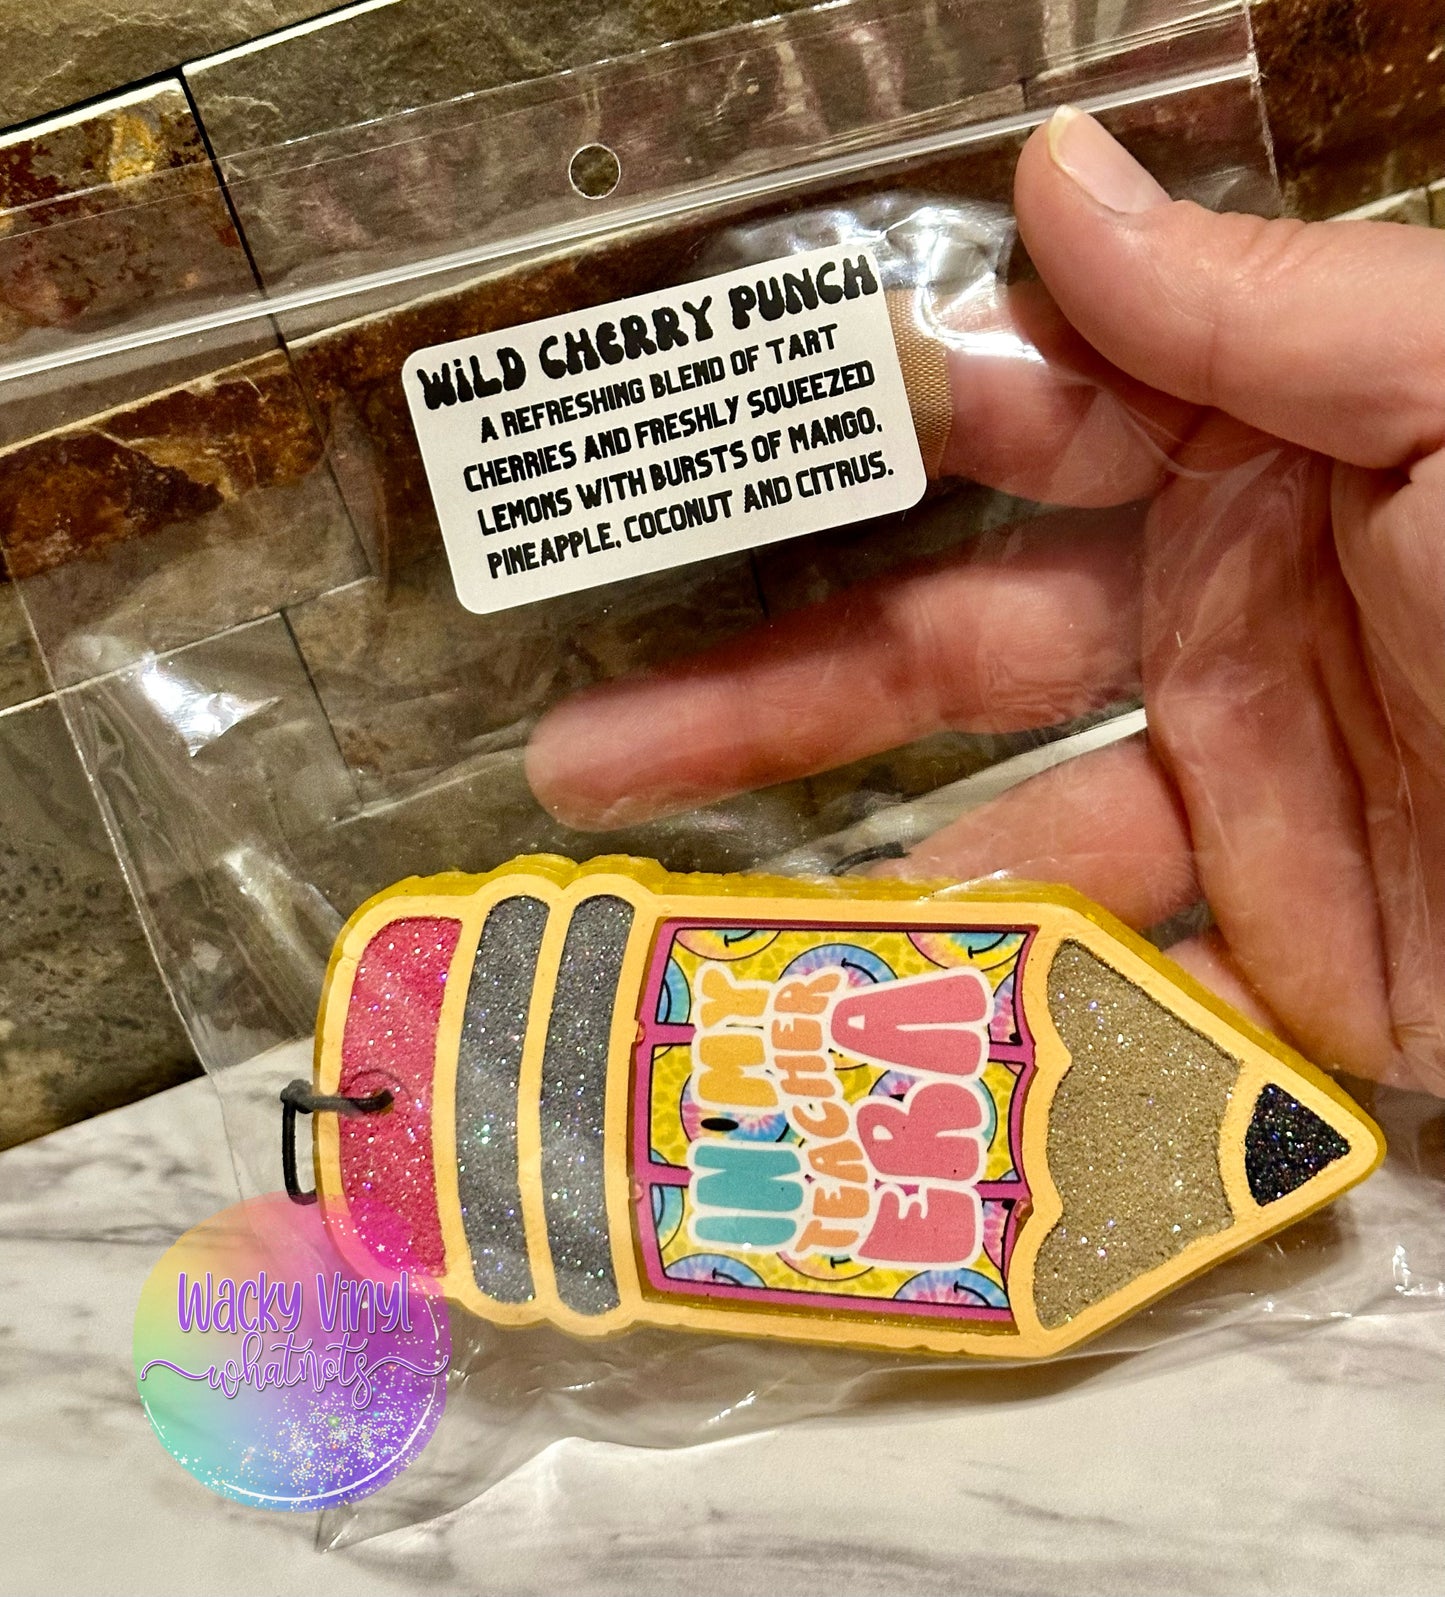 WiLD CHERRY PUNCH
A REFRESHING BLEND OF TART
CHERRIES AND FRESHLY SQUEEZED
LEMONS WITH BURSTS OF MANGO,
PINEAPPLE, COCONUT AND CITRUS.
IN MY
TEACHER
ERA
Wacky Vinyl
whatnots